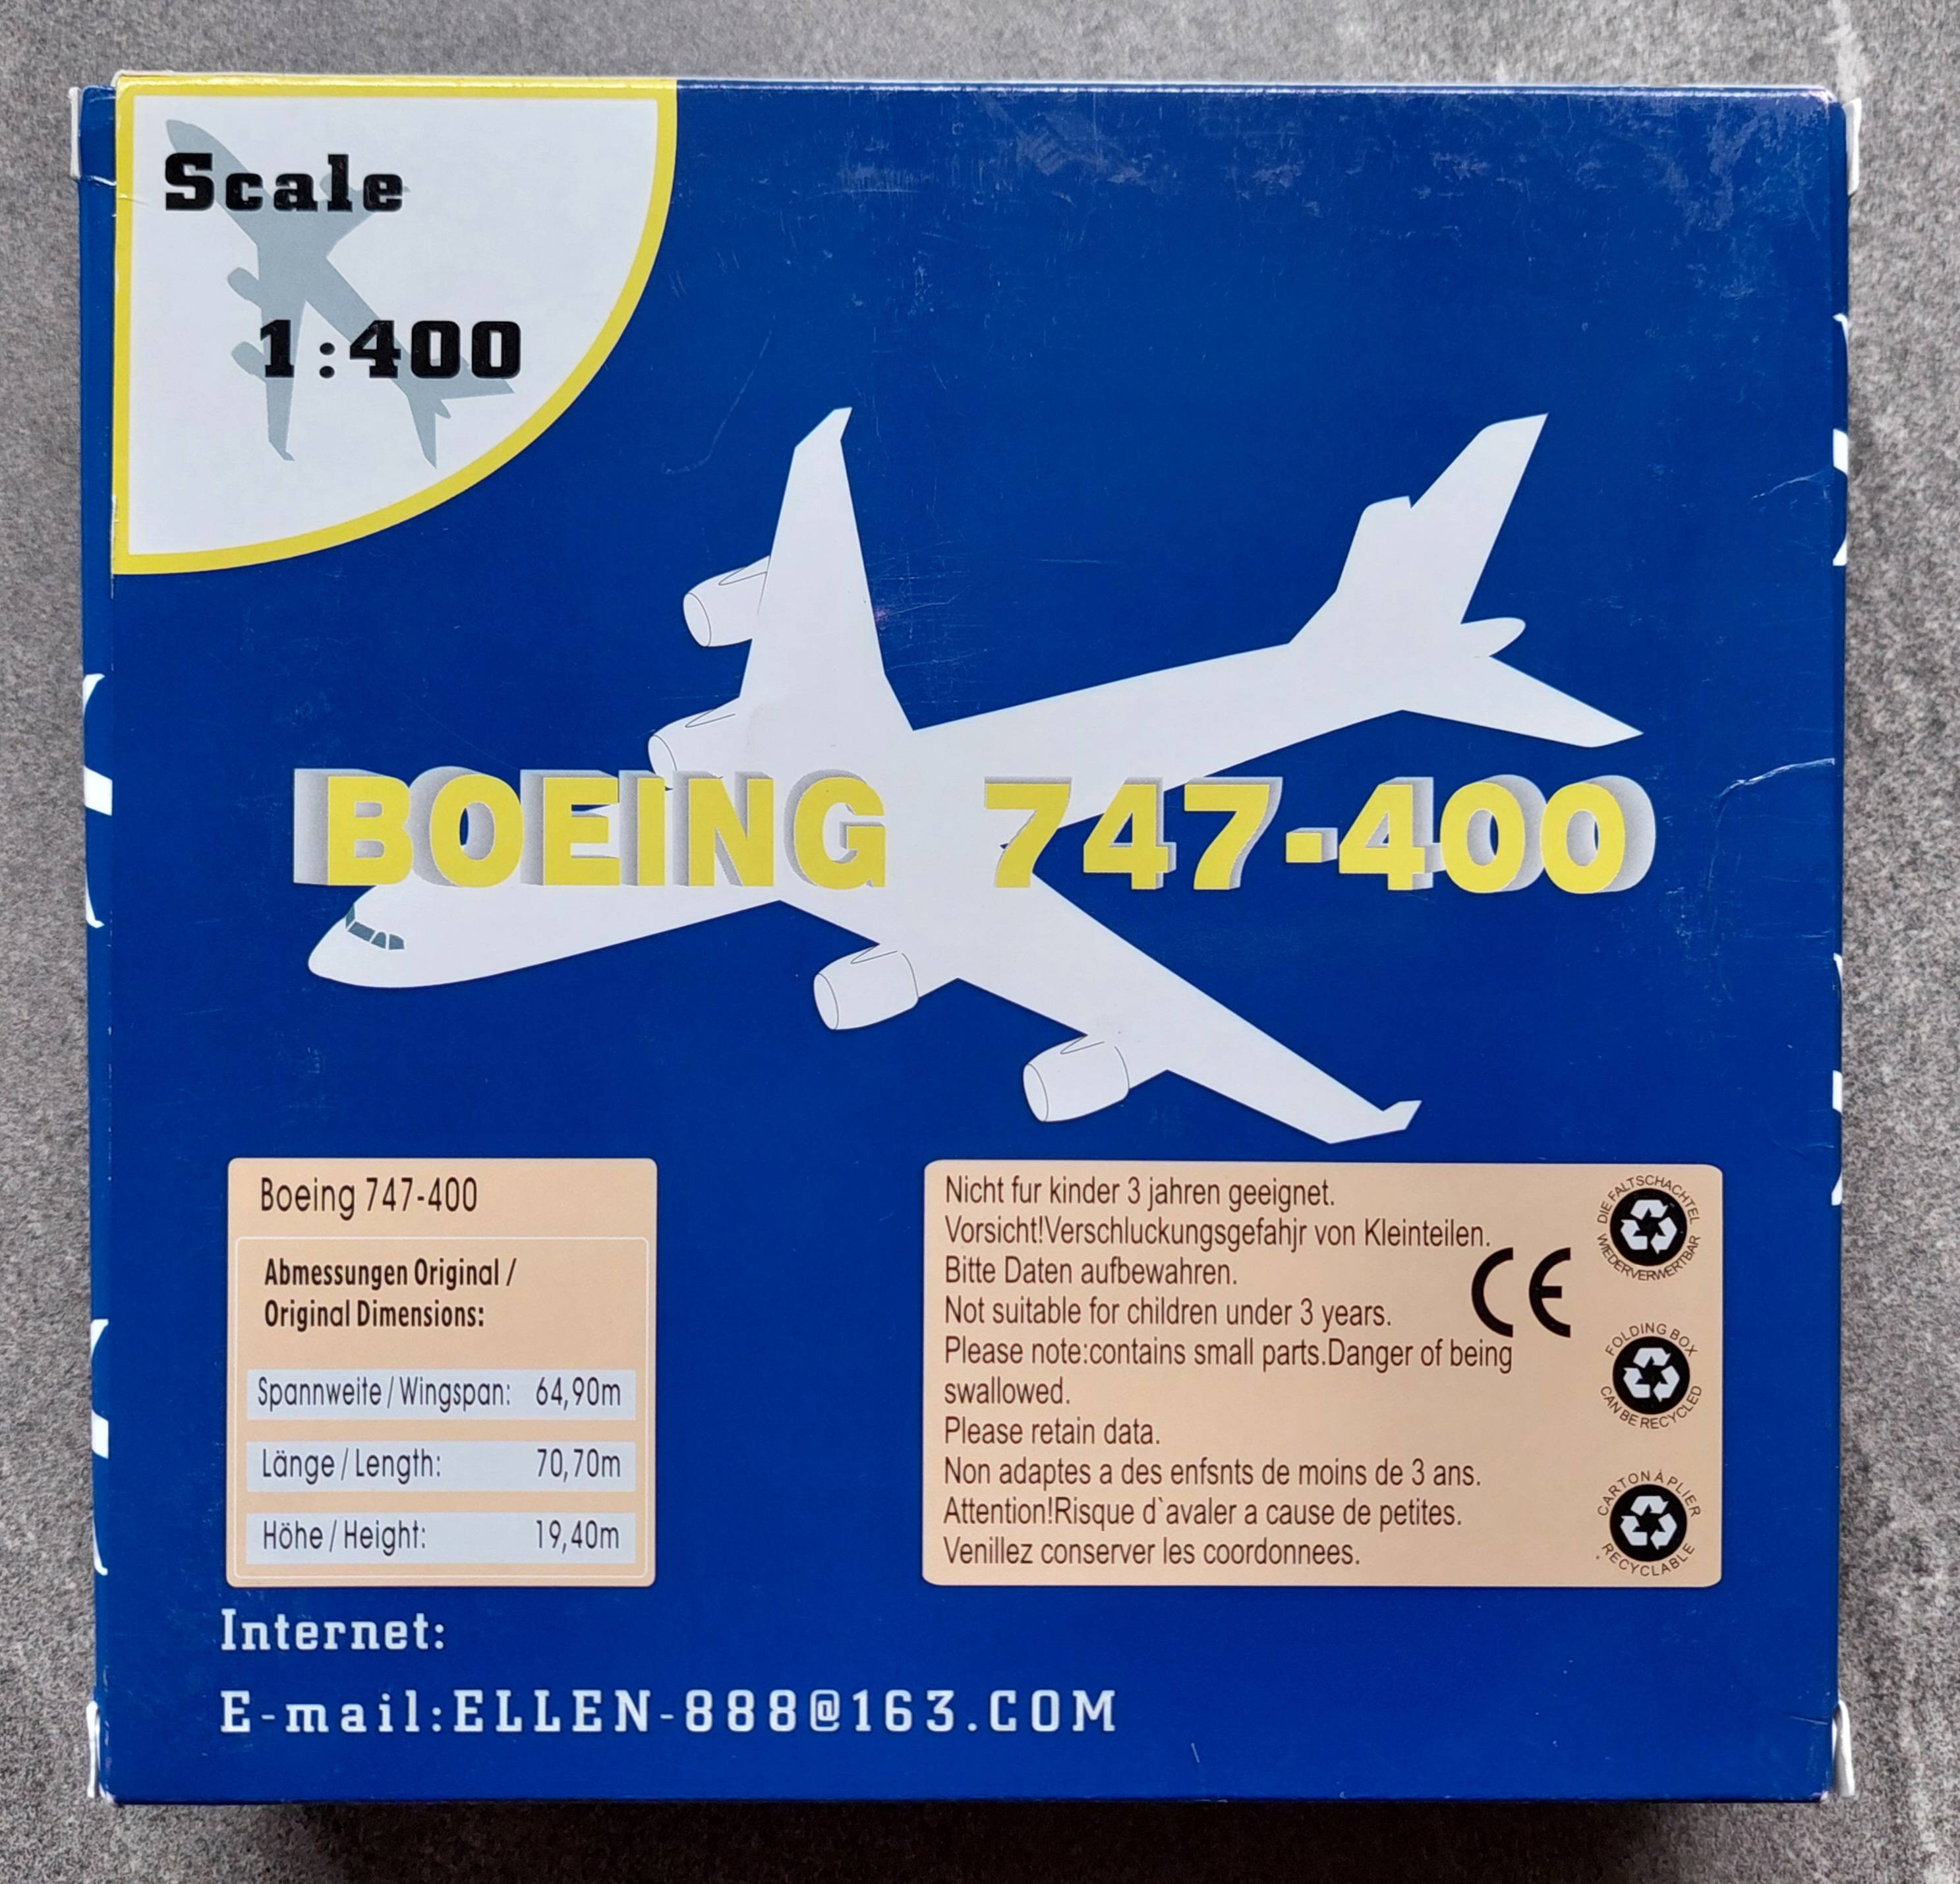 Scale
1:400
BOEING 747-400
Boeing 747-400
Abmessungen Original /
Original Dimensions:
Spannweite/Wingspan: 64,90m
Länge/Length: 70,70m
Höhe/Height: 19,40m
Nicht fur kinder 3 jahren geeignet.
Vorsicht!Verschluckungsgefahjr von Kleinteilen.
Bitte Daten aufbewahren.
Not suitable for children under 3 years.
Please note:contains small parts.Danger of being
swallowed.
Please retain data.
Non adaptes a des enfsnts de moins de 3 ans.
Attention!Risque d`avaler a cause de petites.
Venillez conserver les coordonnees.
CE
DIE FALTSCHACHTEL
WIEDERVERWERTBAR
FOLDING BOX
CAN BE RECYCLED
CARTON À PLIER
RECYCLABLE
Internet:
E-mail:ELLEN-888@163.COM